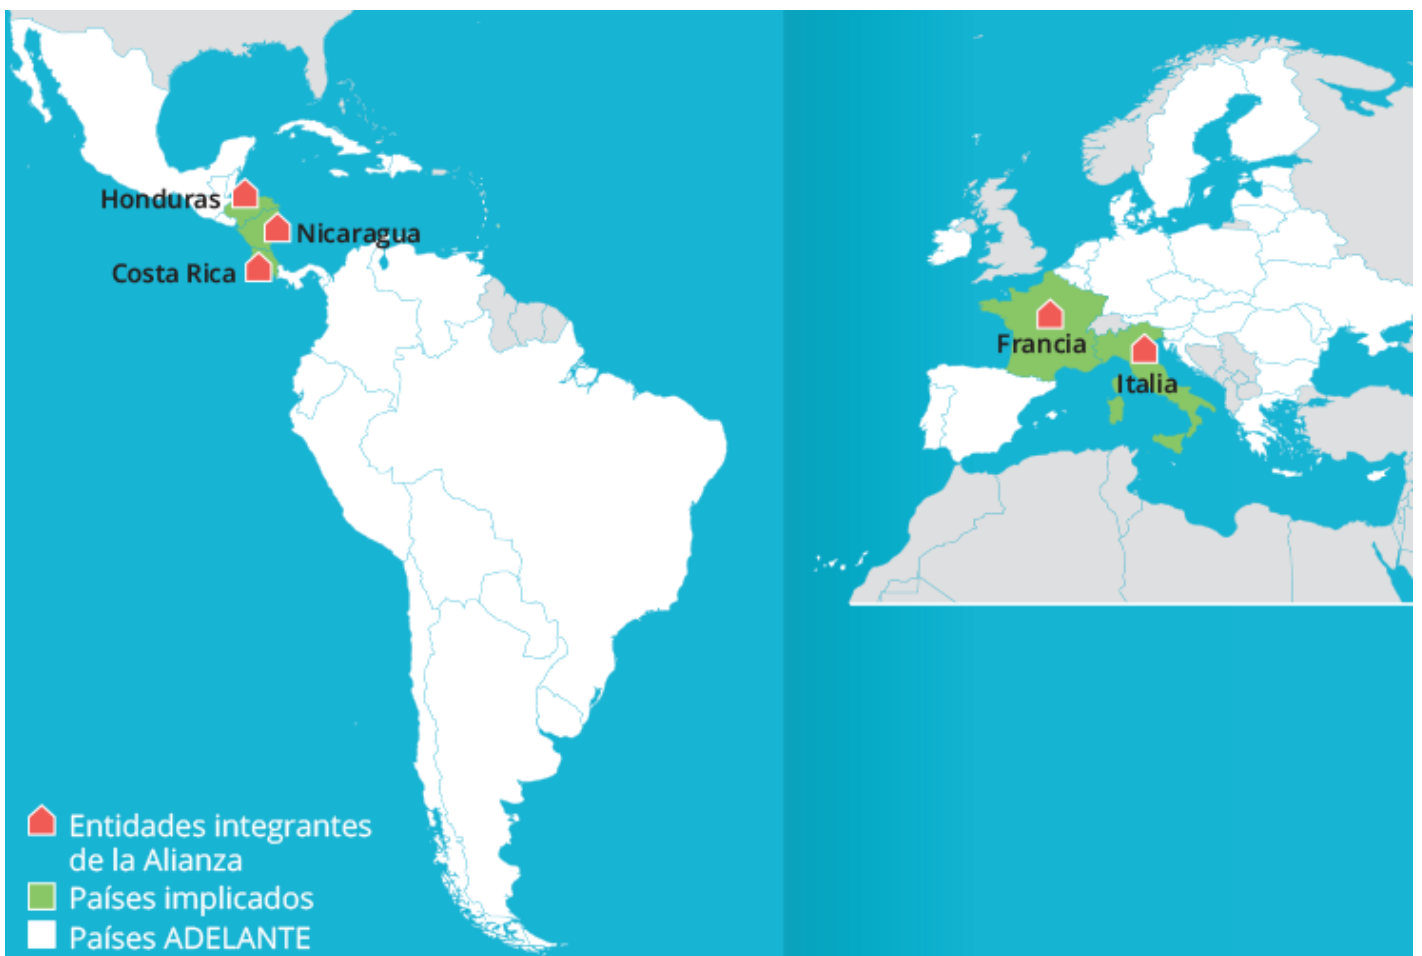 Honduras
Nicaragua
Costa Rica
Francia
Italia
Entidades integrantes
de la Alianza
Países implicados
Países ADELANTE